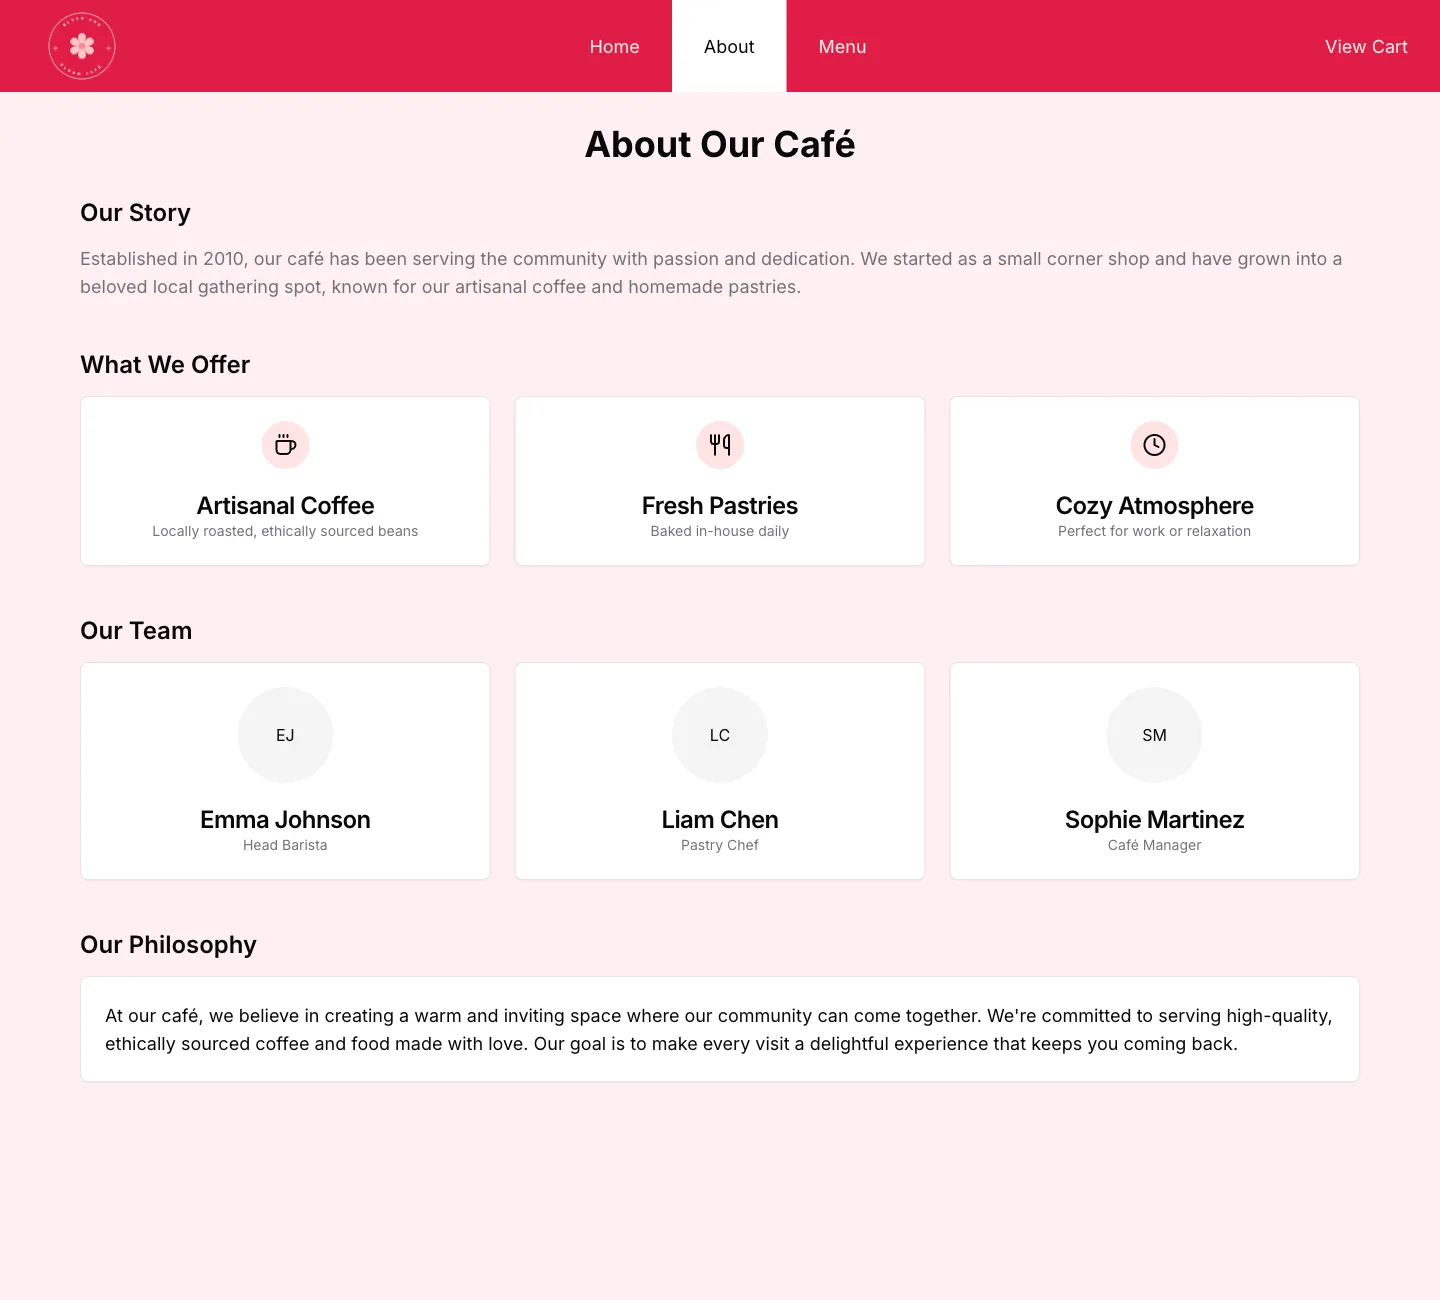 BLUSH AND
BLOOM CAFÉ
Home
About
Menu
View Cart
About Our Café
Our Story
Established in 2010, our café has been serving the community with passion and dedication. We started as a small corner shop and have grown into a
beloved local gathering spot, known for our artisanal coffee and homemade pastries.
What We Offer
Artisanal Coffee
Locally roasted, ethically sourced beans
Fresh Pastries
Baked in-house daily
Cozy Atmosphere
Perfect for work or relaxation
Our Team
EJ
Emma Johnson
Head Barista
LC
Liam Chen
Pastry Chef
SM
Sophie Martinez
Café Manager
Our Philosophy
At our café, we believe in creating a warm and inviting space where our community can come together. We're committed to serving high-quality,
ethically sourced coffee and food made with love. Our goal is to make every visit a delightful experience that keeps you coming back.